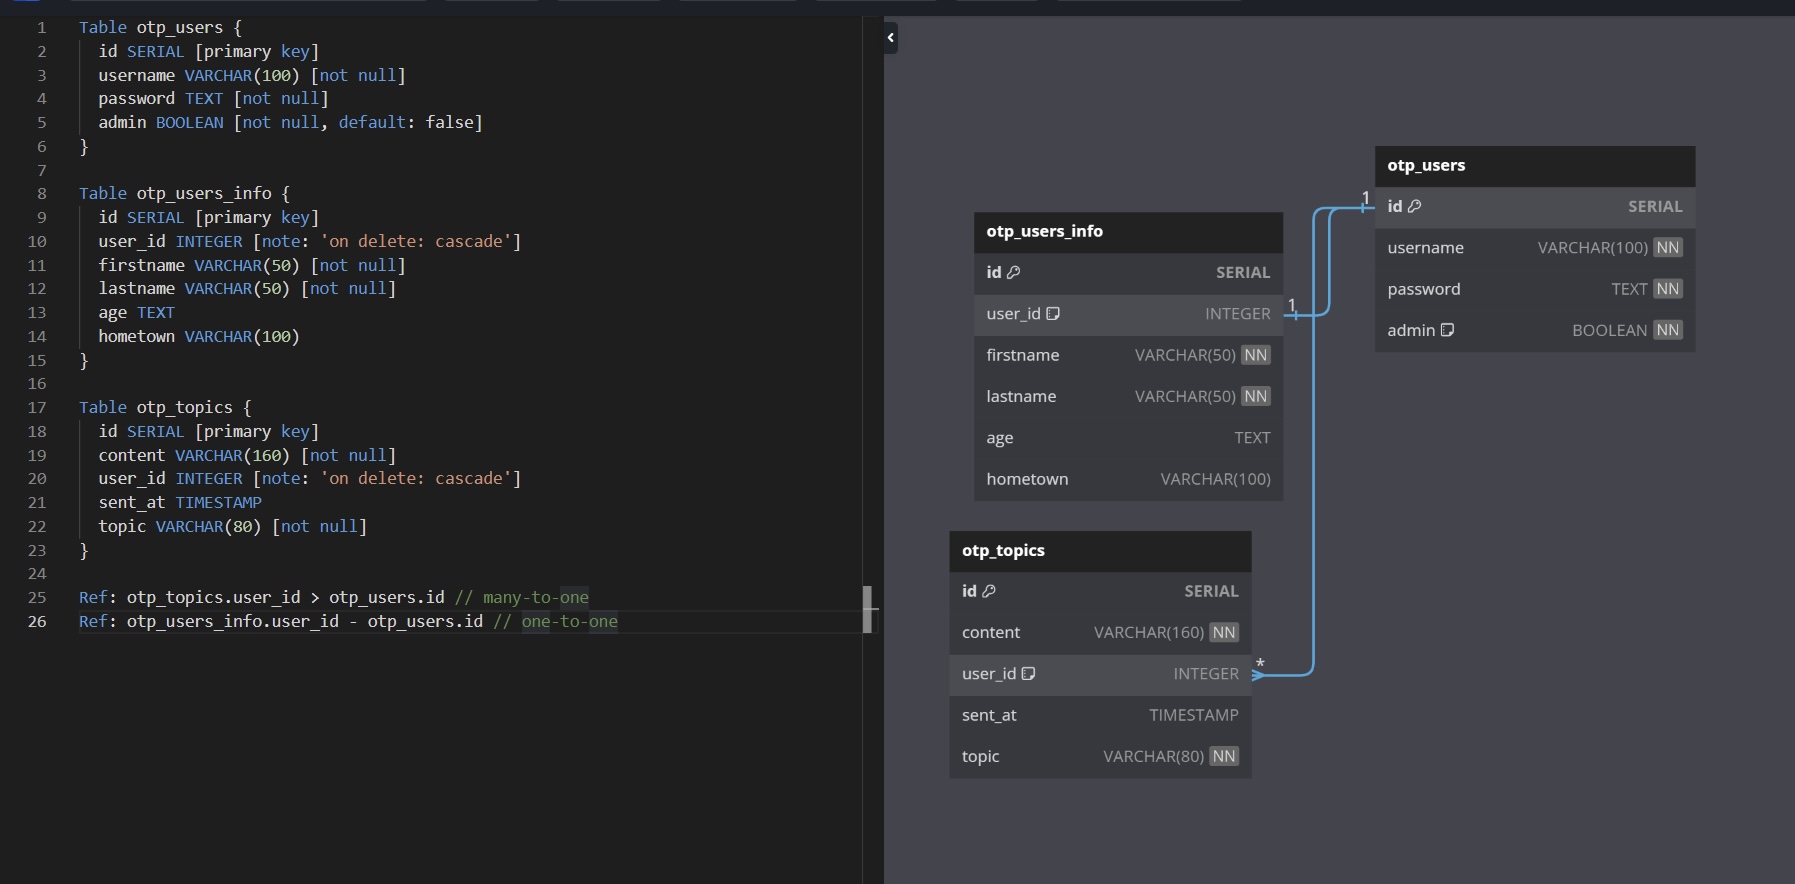 1 Table otp_users {
2 id SERIAL [primary key]
3 username VARCHAR(100) [not null]
4 password TEXT [not null]
5 admin BOOLEAN [not null, default: false]
6 }
7
8 Table otp_users_info {
9 id SERIAL [primary key]
10 user_id INTEGER [note: 'on delete: cascade']
11 firstname VARCHAR(50) [not null]
12 lastname VARCHAR(50) [not null]
13 age TEXT
14 hometown VARCHAR(100)
15 }
16
17 Table otp_topics {
18 id SERIAL [primary key]
19 content VARCHAR(160) [not null]
20 user_id INTEGER [note: 'on delete: cascade']
21 sent_at TIMESTAMP
22 topic VARCHAR(80) [not null]
23 }
24
25 Ref: otp_topics.user_id > otp_users.id // many-to-one
26 Ref: otp_users_info.user_id - otp_users.id // one-to-one
otp_users
1
id SERIAL
username VARCHAR(100) NN
password TEXT NN
admin BOOLEAN NN
otp_users_info
id SERIAL
user_id INTEGER
1
firstname VARCHAR(50) NN
lastname VARCHAR(50) NN
age TEXT
hometown VARCHAR(100)
otp_topics
id SERIAL
content VARCHAR(160) NN
user_id INTEGER
*
sent_at TIMESTAMP
topic VARCHAR(80) NN